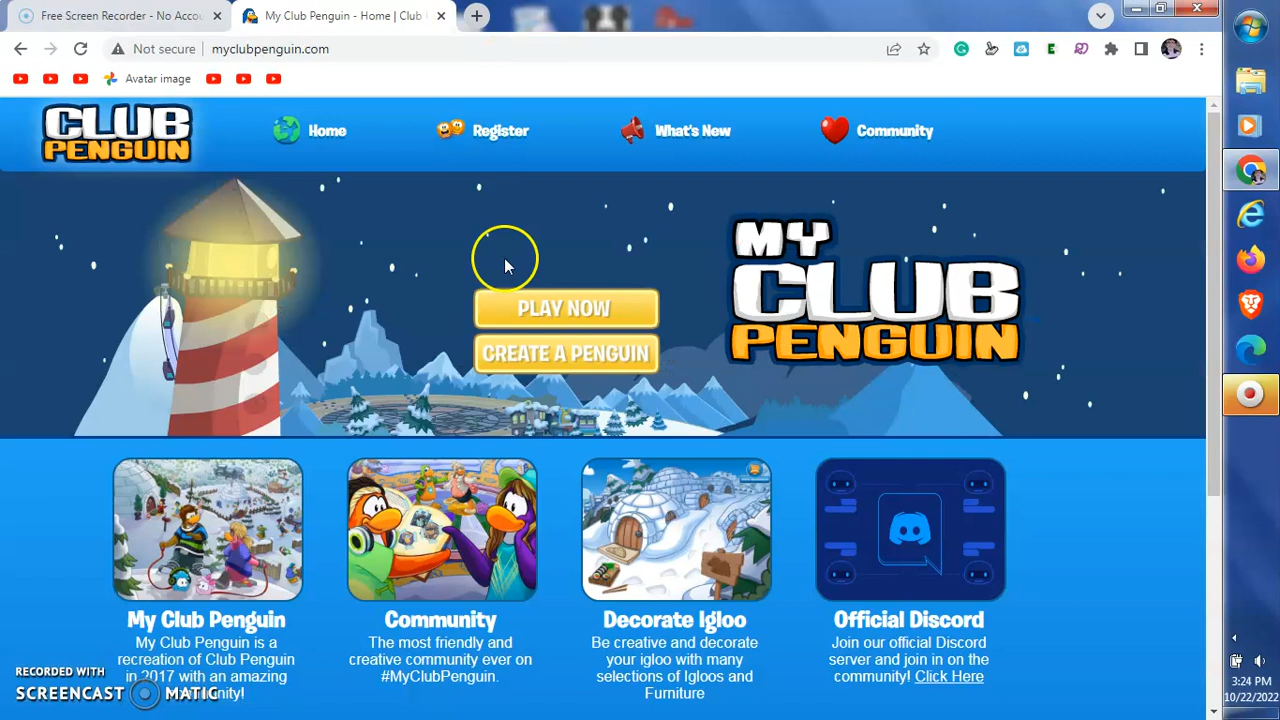 Free Screen Recorder - No Accou
My Club Penguin - Home | Club
Not secure
myclubpenguin.com
Avatar image
CLUB
PENGUIN
Home
Register
What's New
Community
PLAY NOW
CREATE A PENGUIN
MY
CLUB
PENGUIN
My Club Penguin
My Club Penguin is a
recreation of Club Penguin
in 2017 with an amazing
Community
The most friendly and
creative community ever on
#MyClubPenguin.
Decorate Igloo
Be creative and decorate
your igloo with many
selections of Igloos and
Furniture
Official Discord
Join our official Discord
server and join in on the
community! Click Here
RECORDED WITH
SCREENCAST MATIC
3:24 PM
10/22/2022